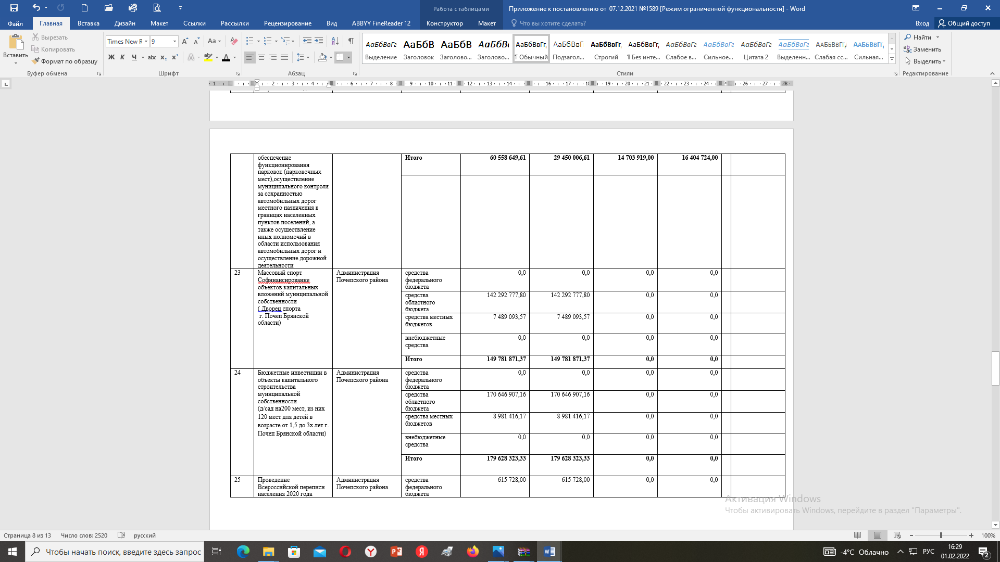 Работа с таблицами
Приложение к постановлению от  07.12.2021 №1589 [Режим ограниченной функциональности] - Word
Файл
Главная
Вставка
Дизайн
Макет
Ссылки
Рассылки
Рецензирование
Вид
ABBYY FineReader 12
Конструктор
Макет
Что вы хотите сделать?
Вход
Общий доступ
Вставить
Вырезать
Копировать
Формат по образцу
Буфер обмена
Times New R
9
Шрифт
Абзац
АаБбВвГг
АаБбВ
АаБбВ
АаБбВı
АаБбВвГг,
АаБбВвГ
АаБбВвГг,
АаБбВвГг,
АаБбВвГг
АаБбВвГг
АаБбВвГг
АаБбВвГг
ААББВВГГ,
ААББВВГГ,
Выделение
Заголовок
Заголово...
Заголово...
¶ Обычный
Подзагол...
Строгий
¶ Без инте...
Слабое в...
Сильное...
Цитата 2
Выделенн...
Слабая сс...
Сильная...
Стили
Найти
Заменить
Выделить
Редактирование
обеспечение
функционирования
парковок (парковочных
мест),осуществление
муниципального контроля
за сохранностью
автомобильных дорог
местного назначения в
границах населенных
пунктов поселений, а
также осуществление
иных полномочий в
области использования
автомобильных дорог и
осуществление дорожной
деятельности
Итого 60 558 649,61 29 450 006,61 14 703 919,00 16 404 724,00
23
Массовый спорт
Софинансирование
объектов капитальных
вложений муниципальной
собственности
( Дворец спорта
г. Почеп Брянской
области)
Администрация
Почепского района
средства
федерального
бюджета
0,0 0,0 0,0 0,0
средства
областного
бюджета
142 292 777,80 142 292 777,80 0,0 0,0
средства местных
бюджетов
7 489 093,57 7 489 093,57 0,0 0,0
внебюджетные
средства
0,0 0,0 0,0 0,0
Итого 149 781 871,37 149 781 871,37 0,0 0,0
24
Бюджетные инвестиции в
объекты капитального
строительства
муниципальной
собственности
(д/сад на200 мест, из них
120 мест для детей в
возрасте от 1,5 до 3х лет г.
Почеп Брянской области)
Администрация
Почепского района
средства
федерального
бюджета
0,0 0,0 0,0 0,0
средства
областного
бюджета
170 646 907,16 170 646 907,16 0,0 0,0
средства местных
бюджетов
8 981 416,17 8 981 416,17 0,0 0,0
внебюджетные
средства
0,0 0,0 0,0 0,0
Итого 179 628 323,33 179 628 323,33 0,0 0,0
25
Проведение
Всероссийской переписи
населения 2020 года
Администрация
Почепского района
средства
федерального
бюджета
615 728,00 615 728,00 0,0 0,0
Активация Windows
Чтобы активировать Windows, перейдите в раздел "Параметры".
Страница 8 из 13
Число слов: 2520
русский
100%
Чтобы начать поиск, введите здесь запрос
-4°C Облачно
РУС
16:29
01.02.2022
2